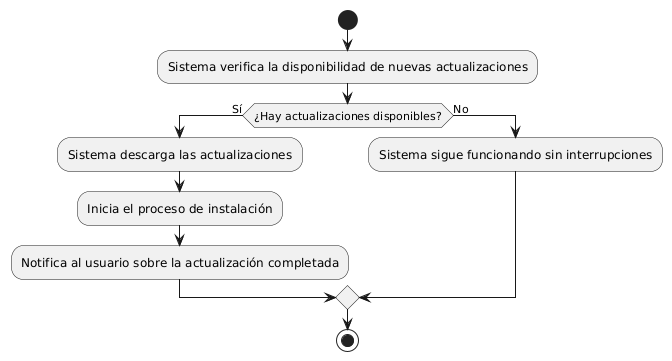 Sistema verifica la disponibilidad de nuevas actualizaciones
Sí
¿Hay actualizaciones disponibles?
No
Sistema descarga las actualizaciones
Sistema sigue funcionando sin interrupciones
Inicia el proceso de instalación
Notifica al usuario sobre la actualización completada